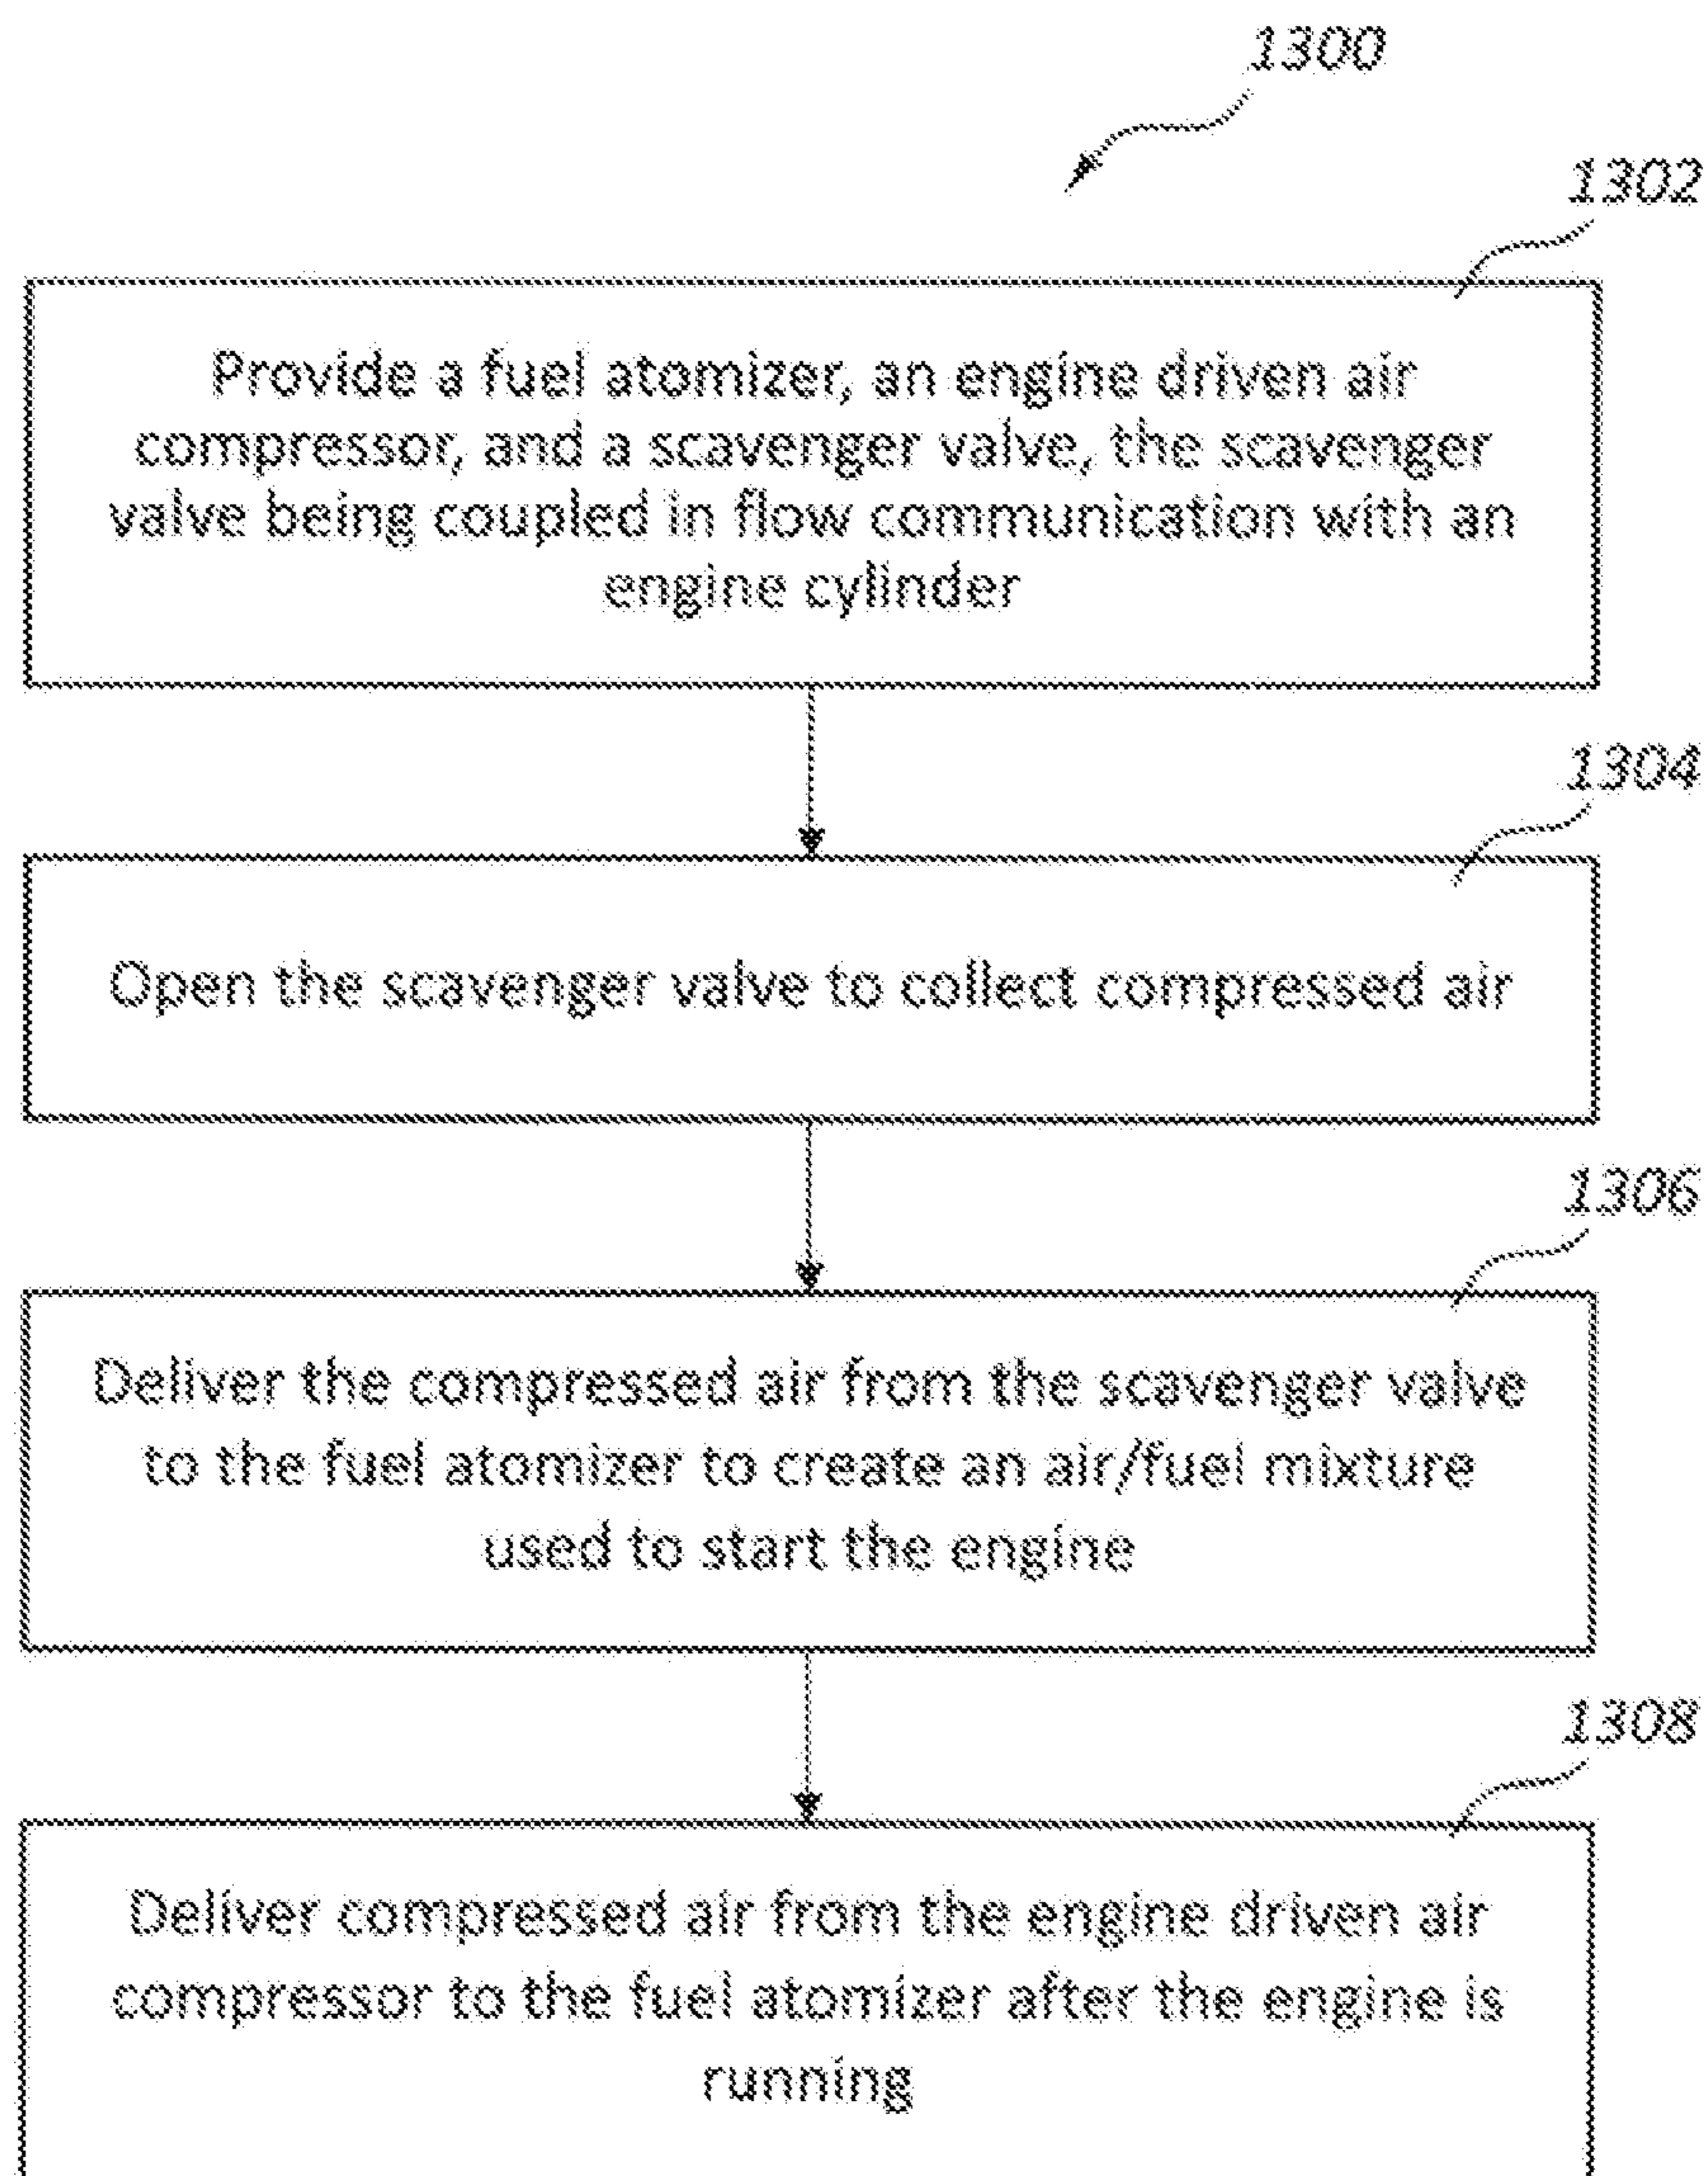 1300
1302
Provide a fuel atomizer, an engine driven air
compressor, and a scavenger valve, the scavenger
valve being coupled in flow communication with an
engine cylinder
1304
Open the scavenger valve to collect compressed air
1306
Deliver the compressed air from the scavenger valve
to the fuel atomizer to create an air/fuel mixture
used to start the engine
1308
Deliver compressed air from the engine driven air
compressor to the fuel atomizer after the engine is
running